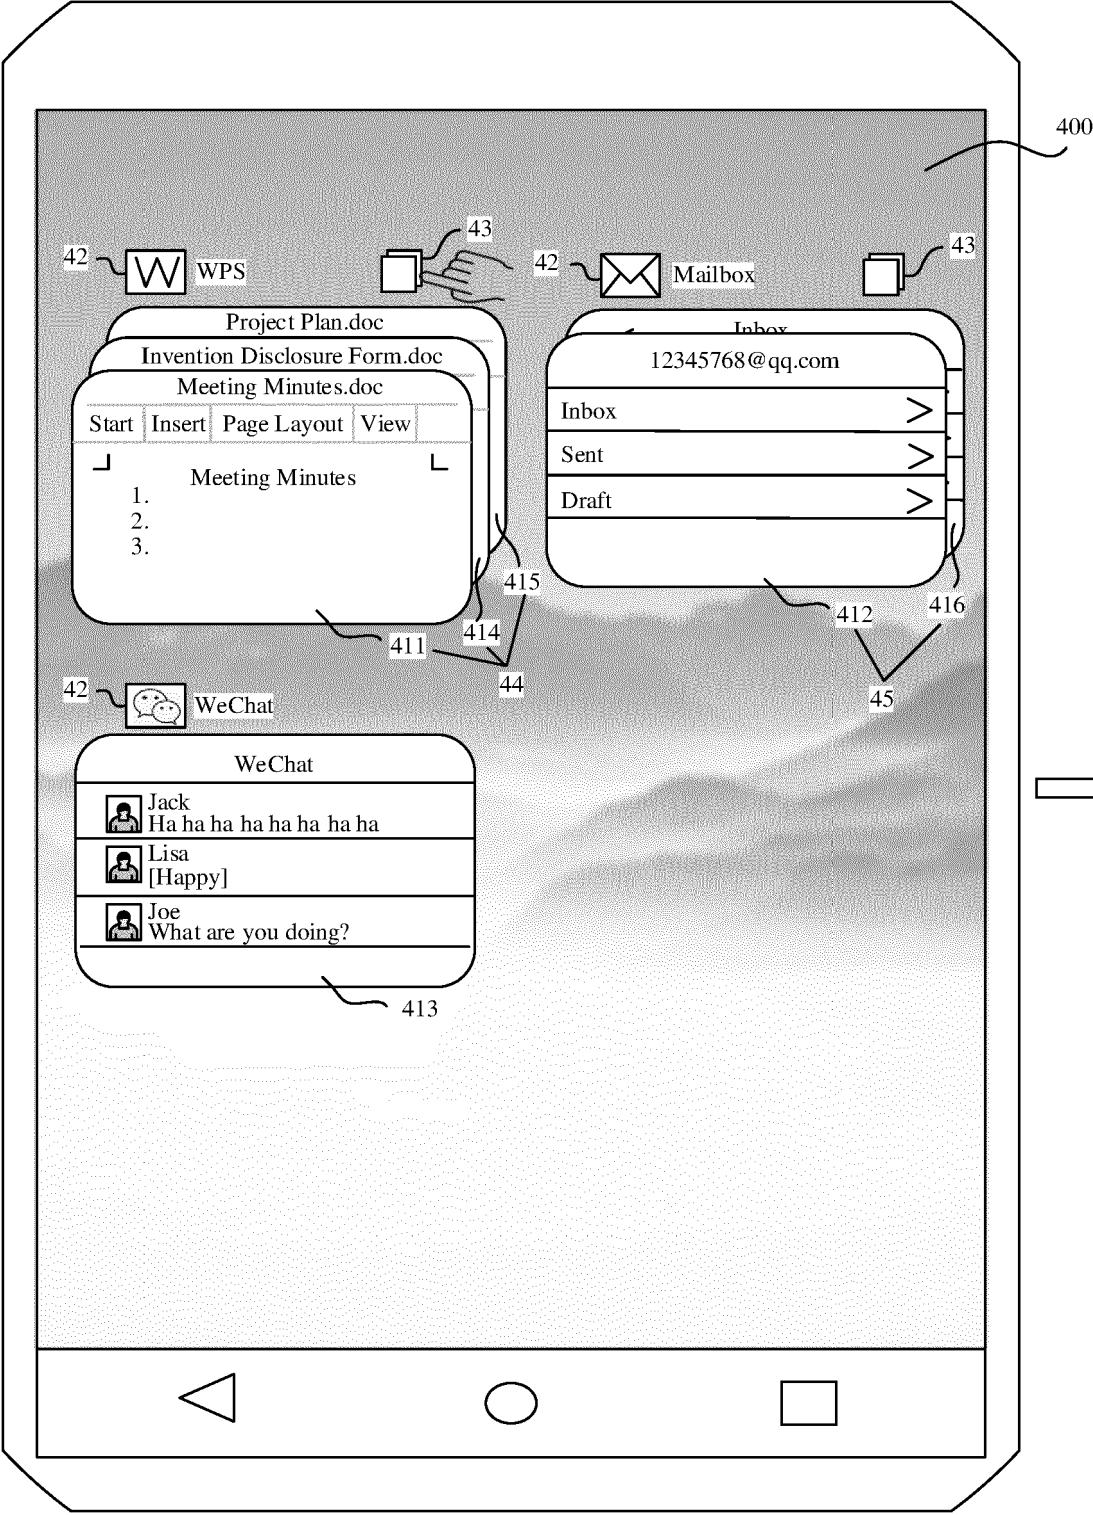 400
42
WPS
43
42
Mailbox
43
Project Plan.doc
Invention Disclosure Form.doc
Meeting Minutes.doc
Start Insert Page Layout View
Meeting Minutes
1.
2.
3.
Inbox
12345768@qq.com
Inbox
Sent
Draft
415
414
411
44
412
416
45
42
WeChat
WeChat
Jack
Ha ha ha ha ha ha ha ha
Lisa
[Happy]
Joe
What are you doing?
413